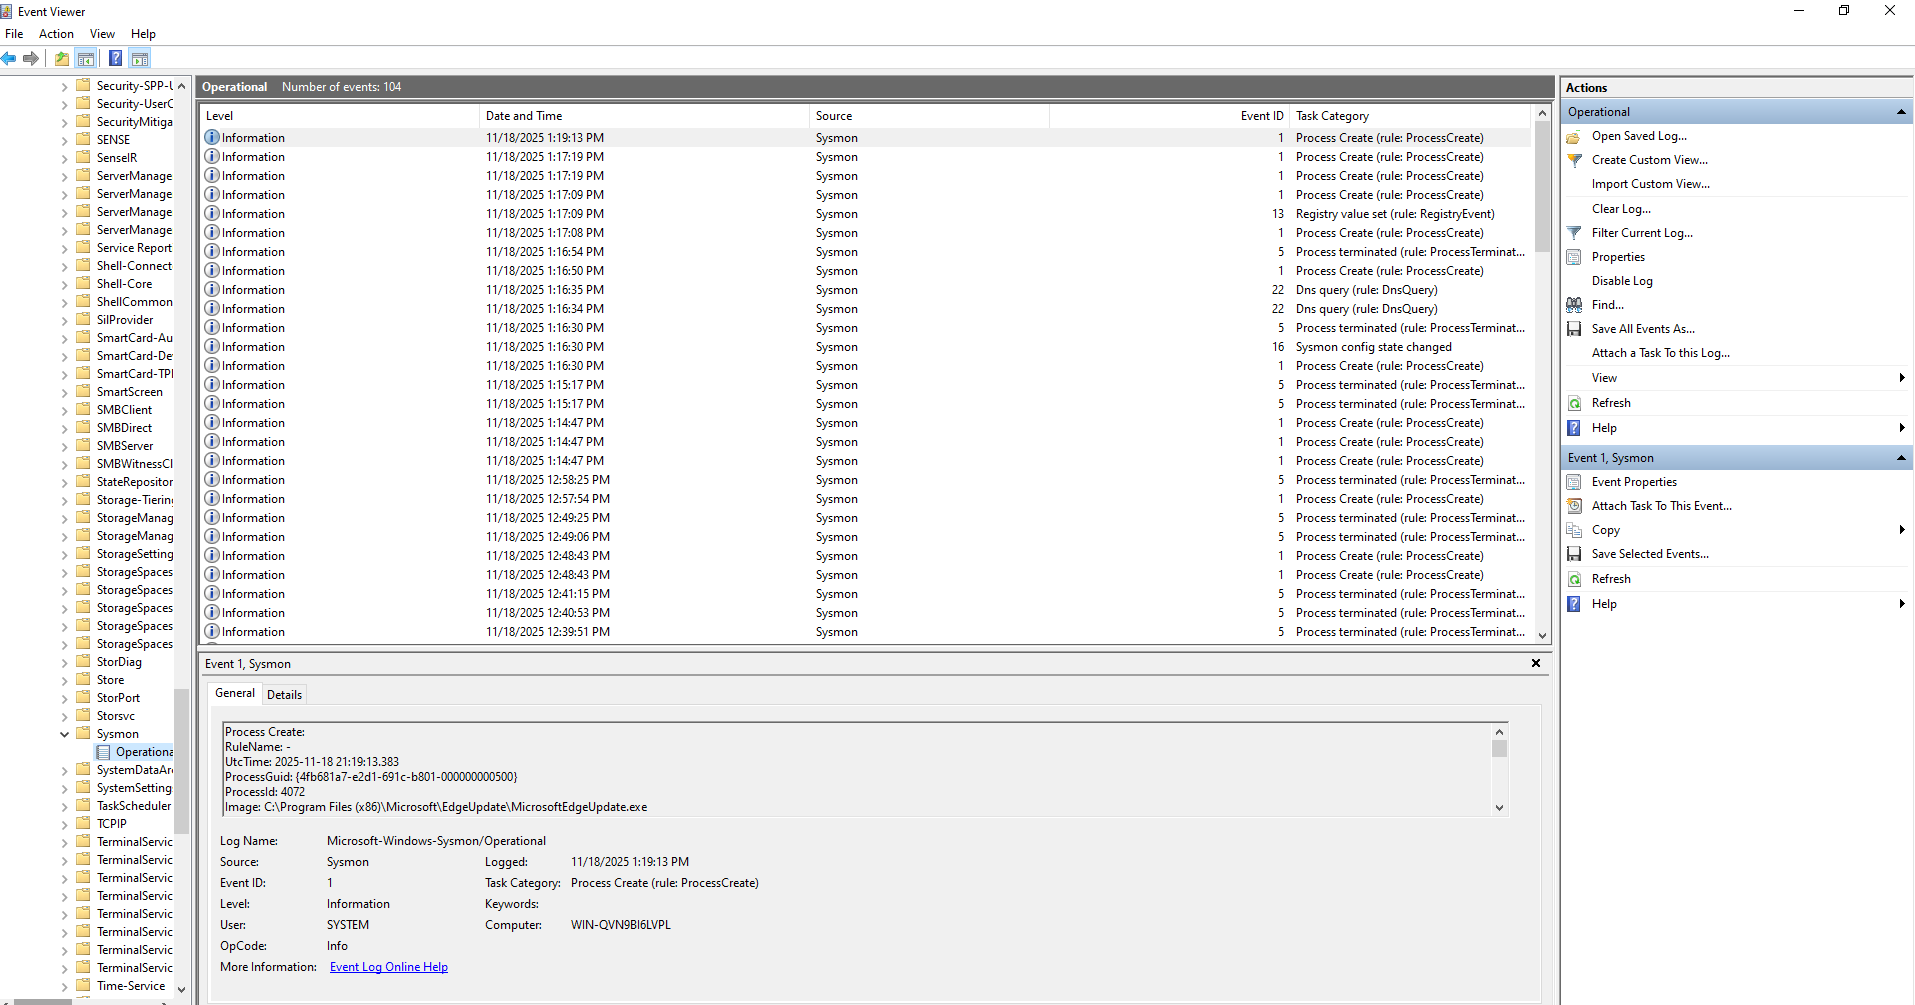 Event Viewer
File Action View Help
Security-SPP-U
Security-UserC
SecurityMitiga
SENSE
SenseIR
ServerManage
ServerManage
ServerManage
ServerManage
Service Report
Shell-Connect
Shell-Core
ShellCommon
SilProvider
SmartCard-Au
SmartCard-De
SmartCard-TPI
SmartScreen
SMBClient
SMBDirect
SMBServer
SMBWitnessCl
StateRepositor
Storage-Tierin
StorageManag
StorageManag
StorageSetting
StorageSpaces
StorageSpaces
StorageSpaces
StorageSpaces
StorageSpaces
StorDiag
Store
StorPort
Storsvc
Sysmon
Operationa
SystemDataAr
SystemSetting
TaskScheduler
TCPIP
TerminalServic
TerminalServic
TerminalServic
TerminalServic
TerminalServic
TerminalServic
TerminalServic
TerminalServic
Time-Service
Operational Number of events: 104
Level Date and Time Source Event ID Task Category
Information 11/18/2025 1:19:13 PM Sysmon 1 Process Create (rule: ProcessCreate)
Information 11/18/2025 1:17:19 PM Sysmon 1 Process Create (rule: ProcessCreate)
Information 11/18/2025 1:17:19 PM Sysmon 1 Process Create (rule: ProcessCreate)
Information 11/18/2025 1:17:09 PM Sysmon 1 Process Create (rule: ProcessCreate)
Information 11/18/2025 1:17:09 PM Sysmon 13 Registry value set (rule: RegistryEvent)
Information 11/18/2025 1:17:08 PM Sysmon 1 Process Create (rule: ProcessCreate)
Information 11/18/2025 1:16:54 PM Sysmon 5 Process terminated (rule: ProcessTerminat...
Information 11/18/2025 1:16:50 PM Sysmon 1 Process Create (rule: ProcessCreate)
Information 11/18/2025 1:16:35 PM Sysmon 22 Dns query (rule: DnsQuery)
Information 11/18/2025 1:16:34 PM Sysmon 22 Dns query (rule: DnsQuery)
Information 11/18/2025 1:16:30 PM Sysmon 5 Process terminated (rule: ProcessTerminat...
Information 11/18/2025 1:16:30 PM Sysmon 16 Sysmon config state changed
Information 11/18/2025 1:16:30 PM Sysmon 1 Process Create (rule: ProcessCreate)
Information 11/18/2025 1:15:17 PM Sysmon 5 Process terminated (rule: ProcessTerminat...
Information 11/18/2025 1:15:17 PM Sysmon 5 Process terminated (rule: ProcessTerminat...
Information 11/18/2025 1:14:47 PM Sysmon 1 Process Create (rule: ProcessCreate)
Information 11/18/2025 1:14:47 PM Sysmon 1 Process Create (rule: ProcessCreate)
Information 11/18/2025 1:14:47 PM Sysmon 1 Process Create (rule: ProcessCreate)
Information 11/18/2025 12:58:25 PM Sysmon 5 Process terminated (rule: ProcessTerminat...
Information 11/18/2025 12:57:54 PM Sysmon 1 Process Create (rule: ProcessCreate)
Information 11/18/2025 12:49:25 PM Sysmon 5 Process terminated (rule: ProcessTerminat...
Information 11/18/2025 12:49:06 PM Sysmon 5 Process terminated (rule: ProcessTerminat...
Information 11/18/2025 12:48:43 PM Sysmon 1 Process Create (rule: ProcessCreate)
Information 11/18/2025 12:48:43 PM Sysmon 1 Process Create (rule: ProcessCreate)
Information 11/18/2025 12:41:15 PM Sysmon 5 Process terminated (rule: ProcessTerminat...
Information 11/18/2025 12:40:53 PM Sysmon 5 Process terminated (rule: ProcessTerminat...
Information 11/18/2025 12:39:51 PM Sysmon 5 Process terminated (rule: ProcessTerminat...
Event 1, Sysmon
General Details
Process Create:
RuleName: -
UtcTime: 2025-11-18 21:19:13.383
ProcessGuid: {4fb681a7-e2d1-691c-b801-000000000500}
ProcessId: 4072
Image: C:\Program Files (x86)\Microsoft\EdgeUpdate\MicrosoftEdgeUpdate.exe
Log Name: Microsoft-Windows-Sysmon/Operational
Source: Sysmon Logged: 11/18/2025 1:19:13 PM
Event ID: 1 Task Category: Process Create (rule: ProcessCreate)
Level: Information Keywords:
User: SYSTEM Computer: WIN-QVN9BI6LVPL
OpCode: Info
More Information: Event Log Online Help
Actions
Operational
Open Saved Log...
Create Custom View...
Import Custom View...
Clear Log...
Filter Current Log...
Properties
Disable Log
Find...
Save All Events As...
Attach a Task To this Log...
View
Refresh
Help
Event 1, Sysmon
Event Properties
Attach Task To This Event...
Copy
Save Selected Events...
Refresh
Help